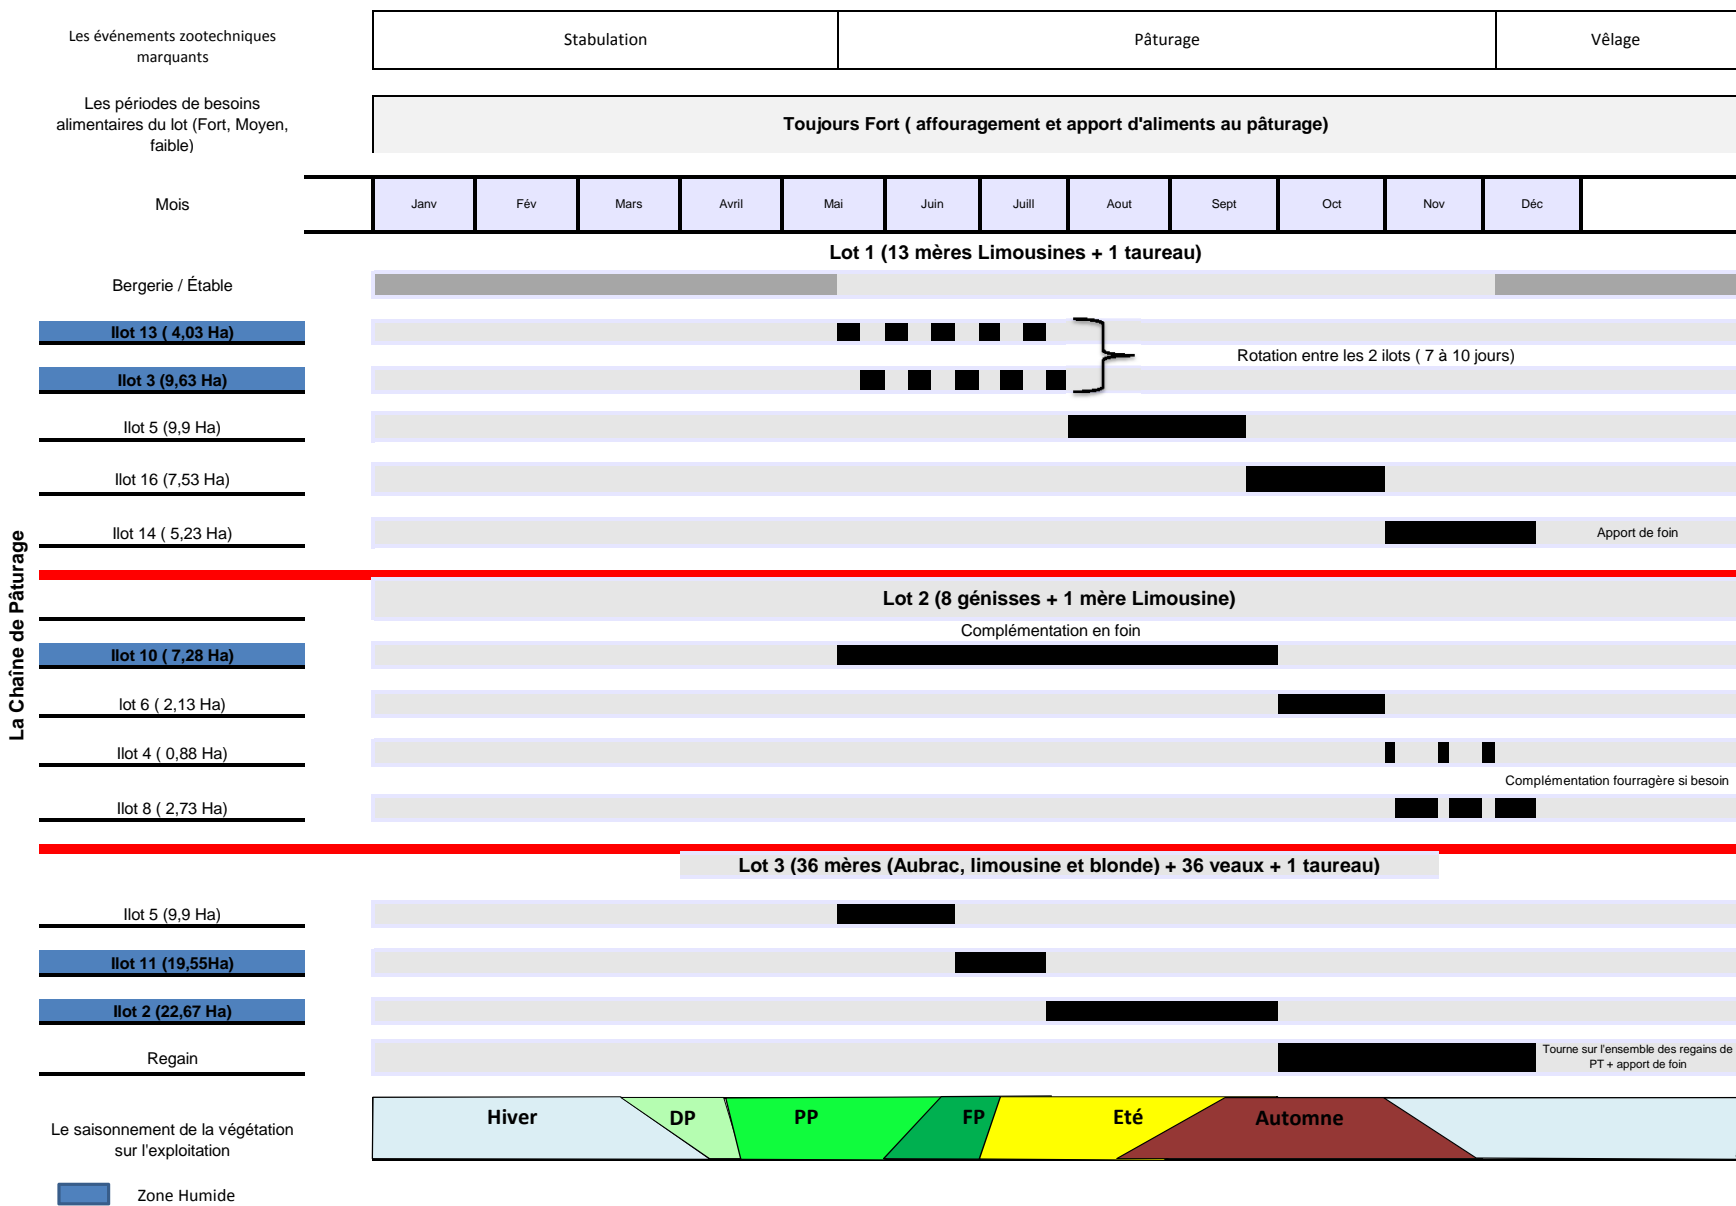 Les événements zootechniques
marquants
Stabulation
Pâturage
Vêlage
Les périodes de besoins
alimentaires du lot (Fort, Moyen,
faible)
Toujours Fort ( affouragement et apport d'aliments au pâturage)
Mois
Janv
Fév
Mars
Avril
Mai
Juin
Juill
Aout
Sept
Oct
Nov
Déc
Lot 1 (13 mères Limousines + 1 taureau)
Bergerie / Étable
Ilot 13 ( 4,03 Ha)
Rotation entre les 2 ilots ( 7 à 10 jours)
Ilot 3 (9,63 Ha)
Ilot 5 (9,9 Ha)
Ilot 16 (7,53 Ha)
Ilot 14 ( 5,23 Ha)
Apport de foin
La Chaîne de Pâturage
Lot 2 (8 génisses + 1 mère Limousine)
Complémentation en foin
Ilot 10 ( 7,28 Ha)
lot 6 ( 2,13 Ha)
Ilot 4 ( 0,88 Ha)
Complémentation fourragère si besoin
Ilot 8 ( 2,73 Ha)
Lot 3 (36 mères (Aubrac, limousine et blonde) + 36 veaux + 1 taureau)
Ilot 5 (9,9 Ha)
Ilot 11 (19,55Ha)
Ilot 2 (22,67 Ha)
Regain
Tourne sur l'ensemble des regains de
PT + apport de foin
Le saisonnement de la végétation
sur l'exploitation
Hiver
DP
PP
FP
Eté
Automne
Zone Humide